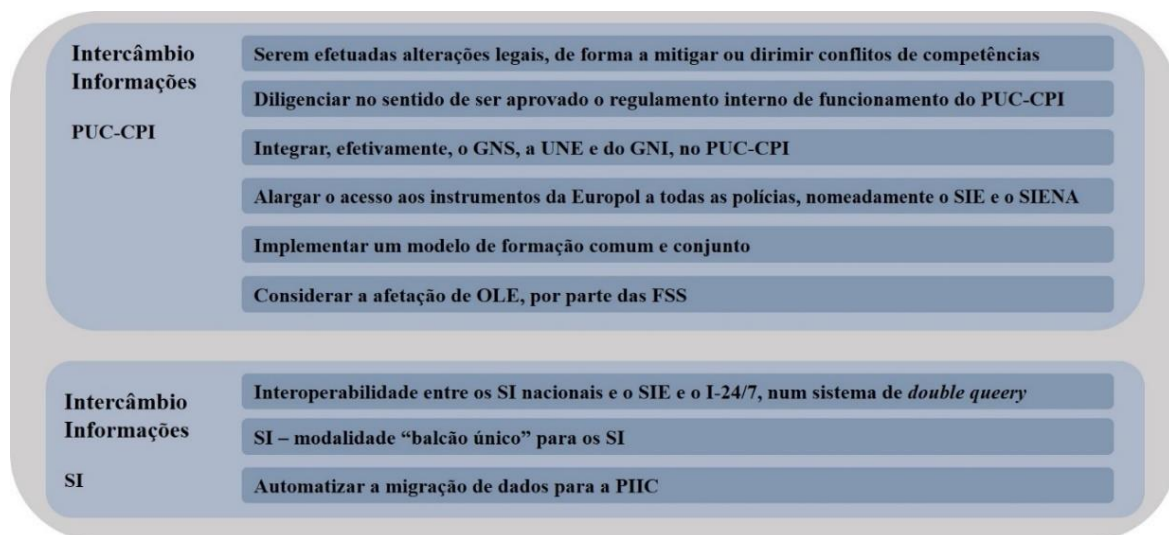 Intercâmbio
Informações
PUC-CPI
Serem efetuadas alterações legais, de forma a mitigar ou dirimir conflitos de competências
Diligenciar no sentido de ser aprovado o regulamento interno de funcionamento do PUC-CPI
Integrar, efetivamente, o GNS, a UNE e do GNI, no PUC-CPI
Alargar o acesso aos instrumentos da Europol a todas as polícias, nomeadamente o SIE e o SIENA
Implementar um modelo de formação comum e conjunto
Considerar a afetação de OLE, por parte das FSS
Intercâmbio
Informações
SI
Interoperabilidade entre os SI nacionais e o SIE e o I-24/7, num sistema de double queery
SI – modalidade “balcão único” para os SI
Automatizar a migração de dados para a PIIC